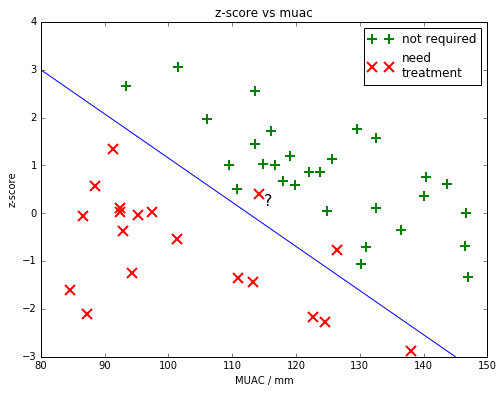 z-score vs muac
not required
need
treatment
z-score
4
3
2
1
0
−1
−2
−3
?
80
90
100
110
120
130
140
150
MUAC / mm